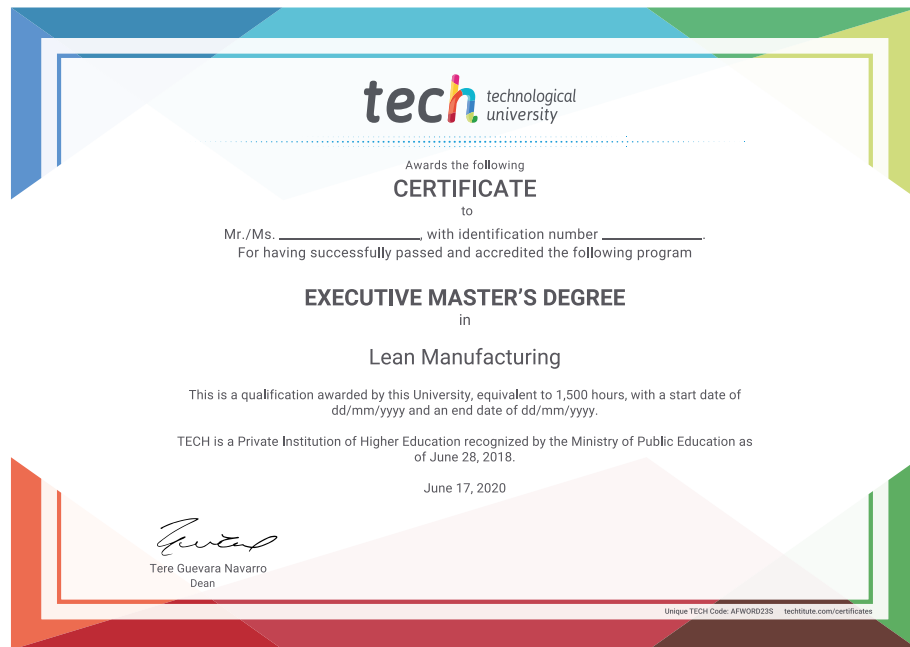 tech technological
university
Awards the following
CERTIFICATE
to
Mr./Ms. ____________, with identification number ____________.
For having successfully passed and accredited the following program
EXECUTIVE MASTER'S DEGREE
in
Lean Manufacturing
This is a qualification awarded by this University, equivalent to 1,500 hours, with a start date of
dd/mm/yyyy and an end date of dd/mm/yyyy.
TECH is a Private Institution of Higher Education recognized by the Ministry of Public Education as
of June 28, 2018.
June 17, 2020
Tere Guevara Navarro
Dean
Unique TECH Code: AFWORD23S techtitute.com/certificates